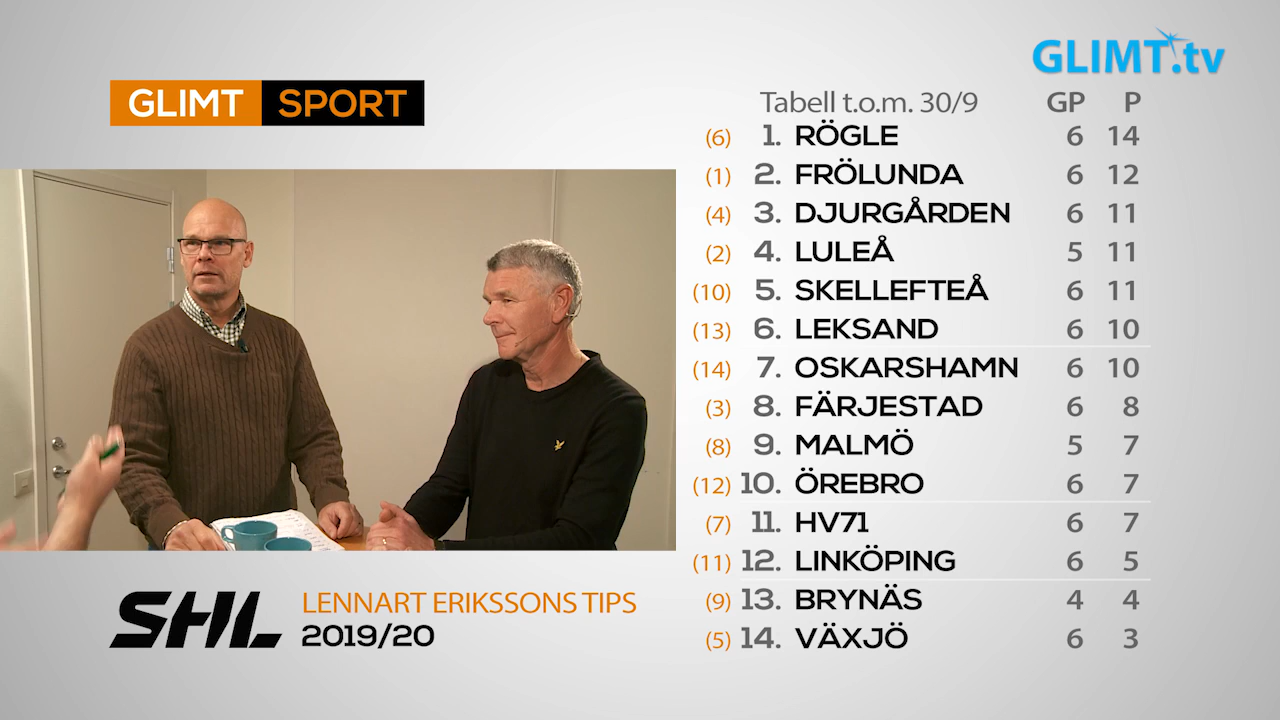 GLIMT.tv
GLIMT SPORT
Tabell t.o.m. 30/9 GP P
(6) 1. RÖGLE 6 14
(1) 2. FRÖLUNDA 6 12
(4) 3. DJURGÅRDEN 6 11
(2) 4. LULEÅ 5 11
(10) 5. SKELLEFTEÅ 6 11
(13) 6. LEKSAND 6 10
(14) 7. OSKARSHAMN 6 10
(3) 8. FÄRJESTAD 6 8
(8) 9. MALMÖ 5 7
(12) 10. ÖREBRO 6 7
(7) 11. HV71 6 7
(11) 12. LINKÖPING 6 5
(9) 13. BRYNÄS 4 4
(5) 14. VÄXJÖ 6 3
SHL
LENNART ERIKSSONS TIPS
2019/20